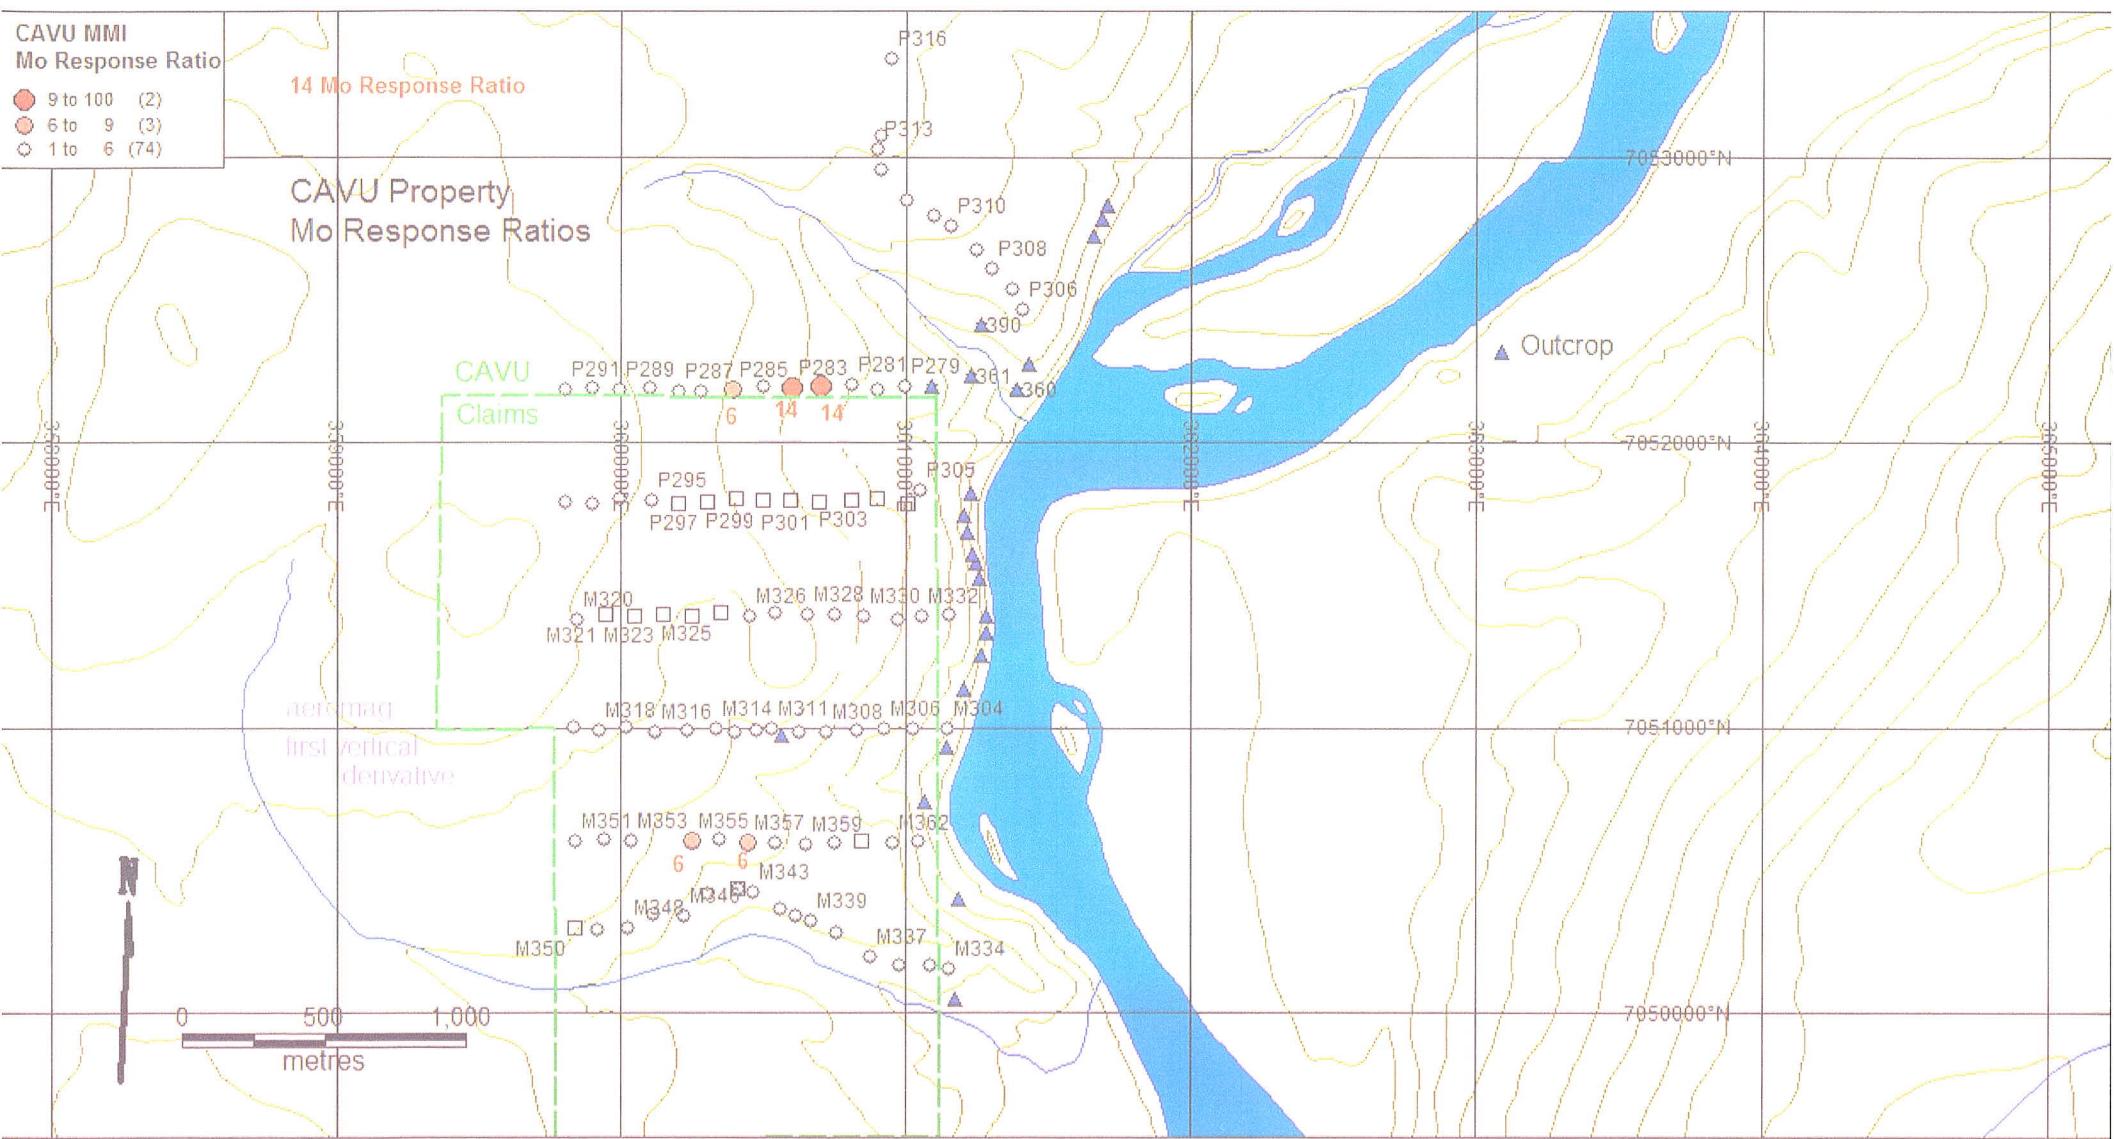 CAVU MMI
Mo Response Ratio
9 to 100 (2)
6 to 9 (3)
1 to 6 (74)
14 Mo Response Ratio
CAVU Property
Mo Response Ratios
P316
P313
7053000°N
P310
P308
P306
390
Outcrop
CAVU
Claims
P291 P289 P287 P285 P283 P281 P279 361 360
6 14 14
7052000°N
P305
P295
P297 P299 P301 P303
M320 M326 M328 M330 M332
M321 M323 M325
aeromag
first vertical
derivative
M318 M316 M314 M311 M308 M306 M304
7051000°N
M351 M353 M355 M357 M359 M362
6 6
N
M343
M348 M346 M339
M350 M337 M334
0 500 1,000
metres
7050000°N